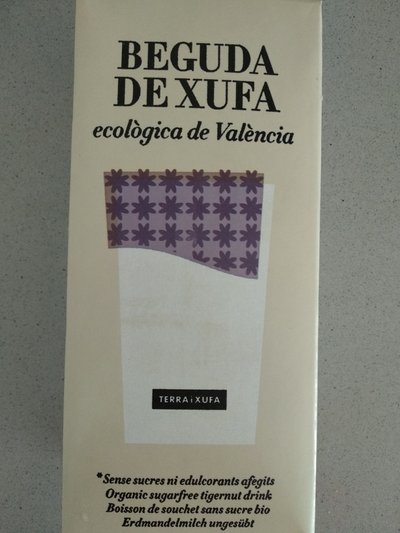 BEGUDA
DE XUFA
ecològica de València
TERRA i XUFA
*Sense sucres ni edulcorants afegits
Organic sugarfree tigernut drink
Boisson de souchet sans sucre bio
Erdmandelmilch ungesübt